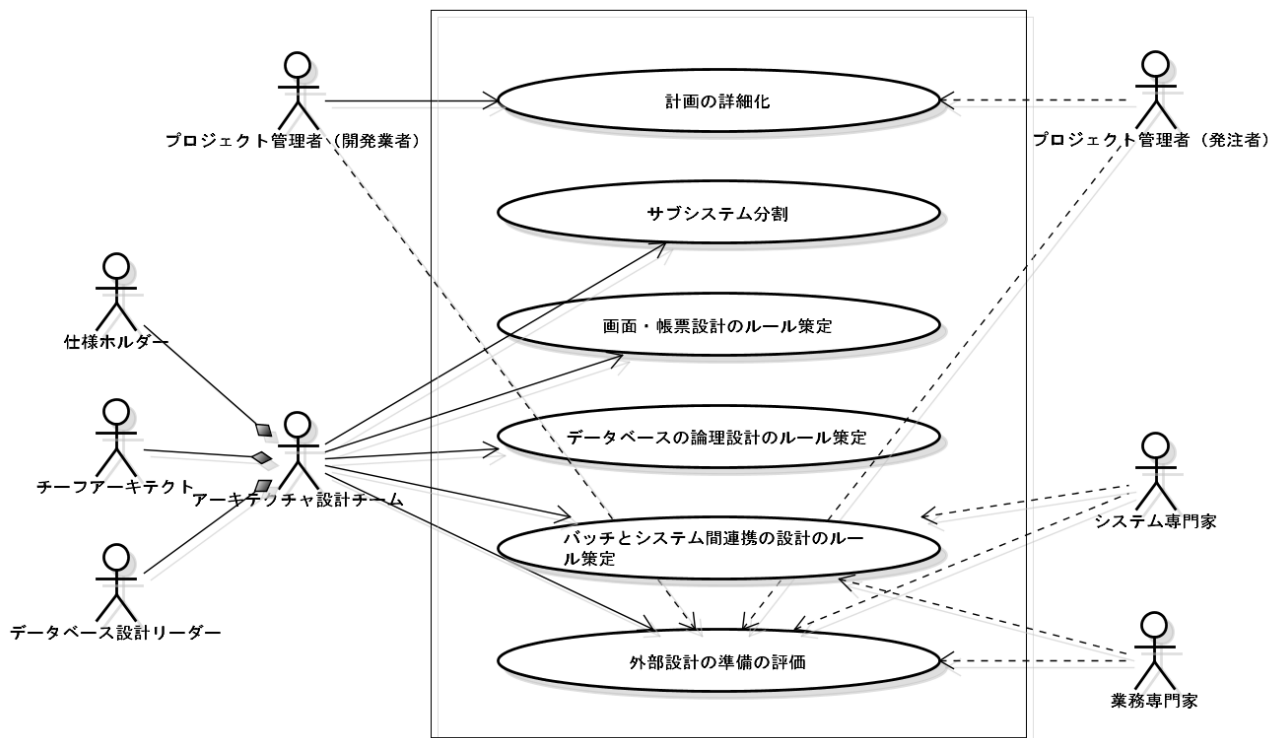 計画の詳細化
プロジェクト管理者（開発業者）
プロジェクト管理者（発注者）
サブシステム分割
画面・帳票設計のルール策定
仕様ホルダー
データベースの論理設計のルール策定
チーフアーキテクト
アーキテクチャ設計チーム
システム専門家
バッチとシステム間連携の設計のルー
ル策定
データベース設計リーダー
外部設計の準備の評価
業務専門家